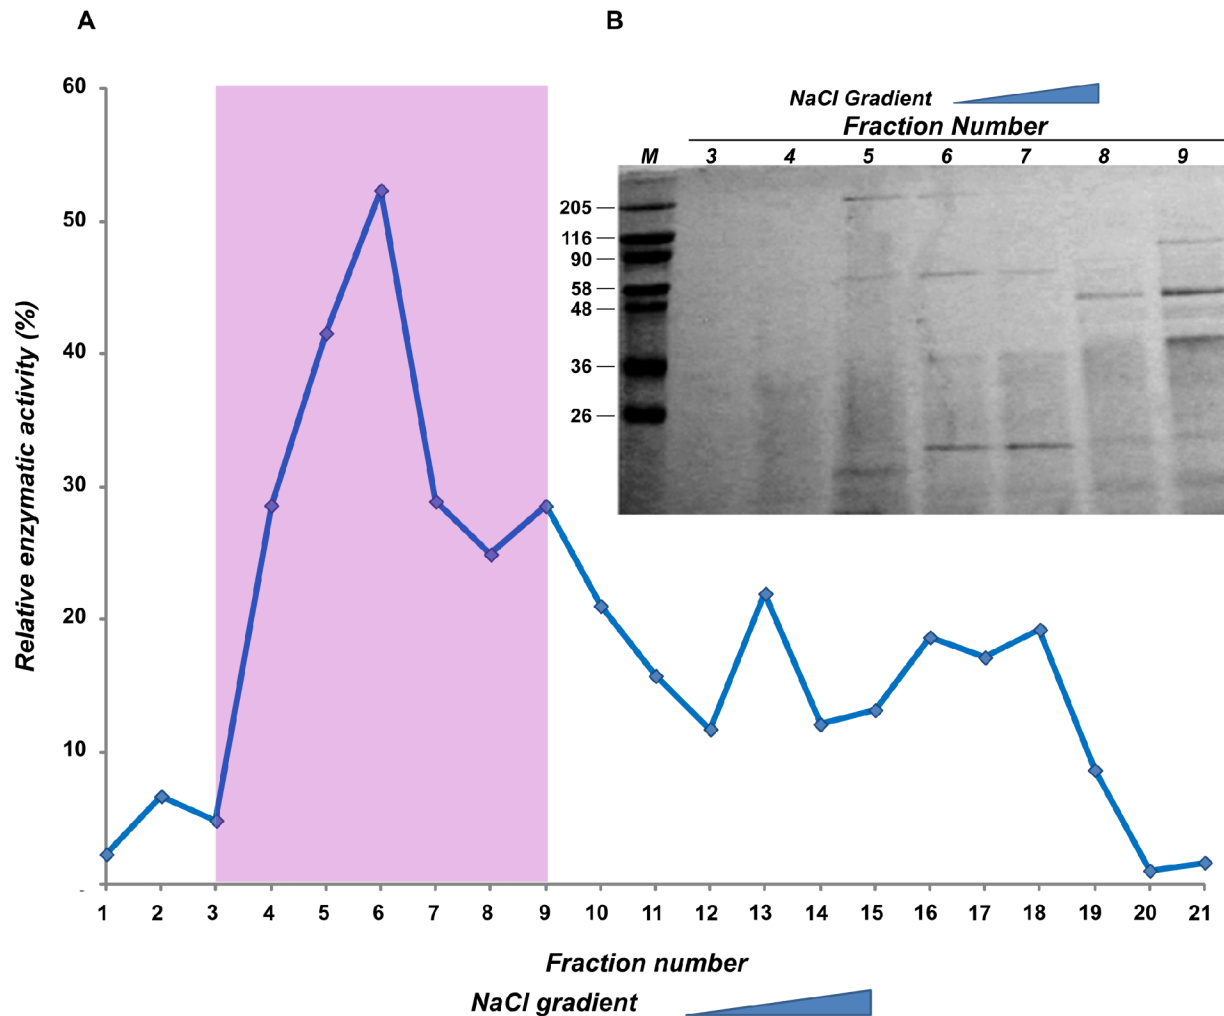 A
B
NaCl Gradient
Fraction Number
M 3 4 5 6 7 8 9
205
116
90
58
48
36
26
60
50
40
30
20
10
-
Relative enzymatic activity (%)
1 2 3 4 5 6 7 8 9 10 11 12 13 14 15 16 17 18 19 20 21
Fraction number
NaCl gradient